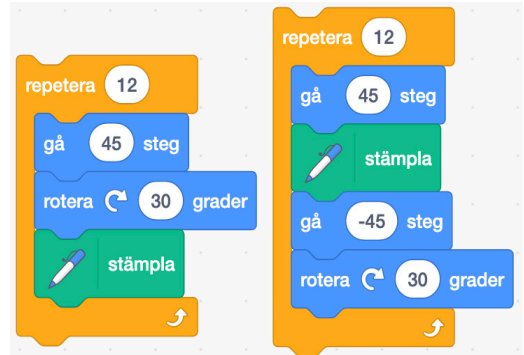 repetera 12
gå 45 steg
rotera 30 grader
stämpla
repetera 12
gå 45 steg
stämpla
gå -45 steg
rotera 30 grader